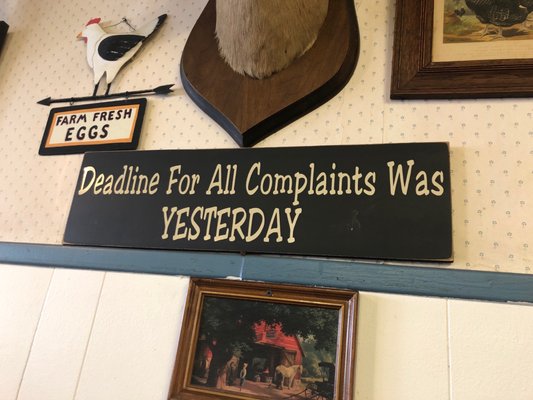 FARM FRESH
EGGS
Deadline For All Complaints Was
YESTERDAY